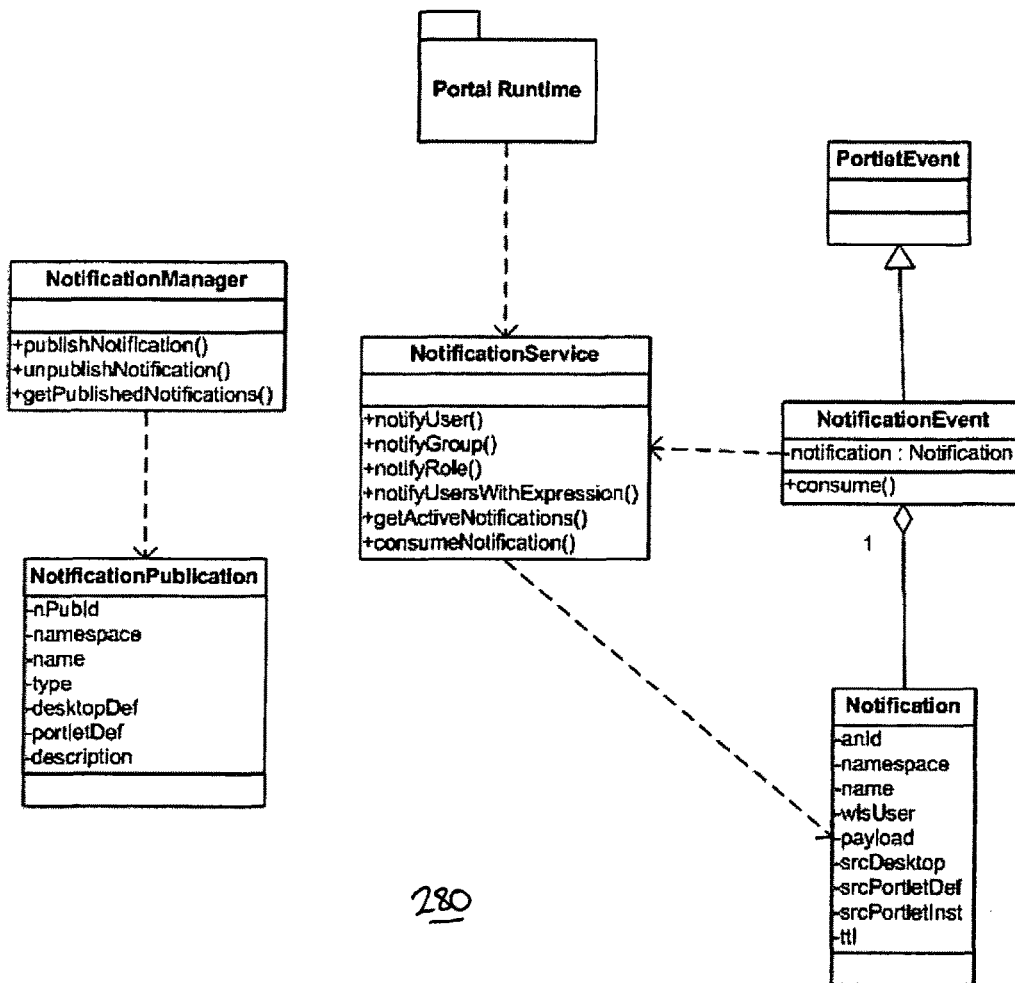 Portal Runtime
PortletEvent
NotificationManager
+publishNotification()
+unpublishNotification()
+getPublishedNotifications()
NotificationService
+notifyUser()
+notifyGroup()
+notifyRole()
+notifyUsersWithExpression()
+getActiveNotifications()
+consumeNotification()
NotificationEvent
-notification : Notification
+consume()
1
NotificationPublication
-nPubId
-namespace
-name
-type
-desktopDef
-portletDef
-description
Notification
-anId
-namespace
-name
-wlsUser
-payload
-srcDesktop
-srcPortletDef
-srcPortletInst
-ttl
280